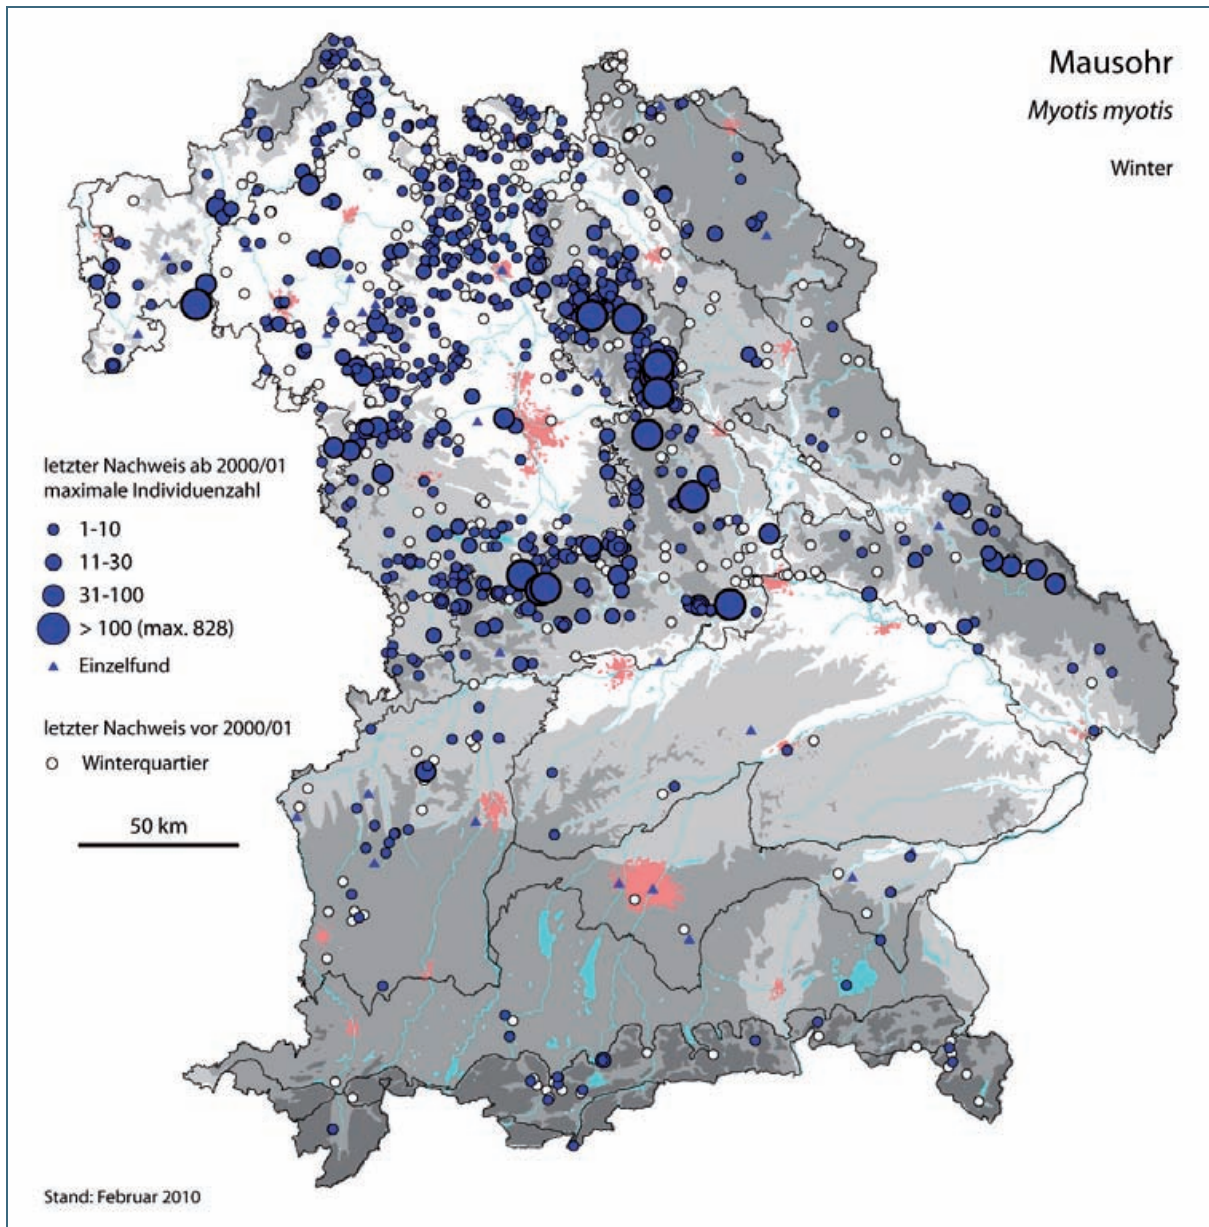 Mausohr
Myotis myotis
Winter
letzter Nachweis ab 2000/01
maximale Individuenzahl
1-10
11-30
31-100
> 100 (max. 828)
Einzelfund
letzter Nachweis vor 2000/01
Winterquartier
50 km
Stand: Februar 2010